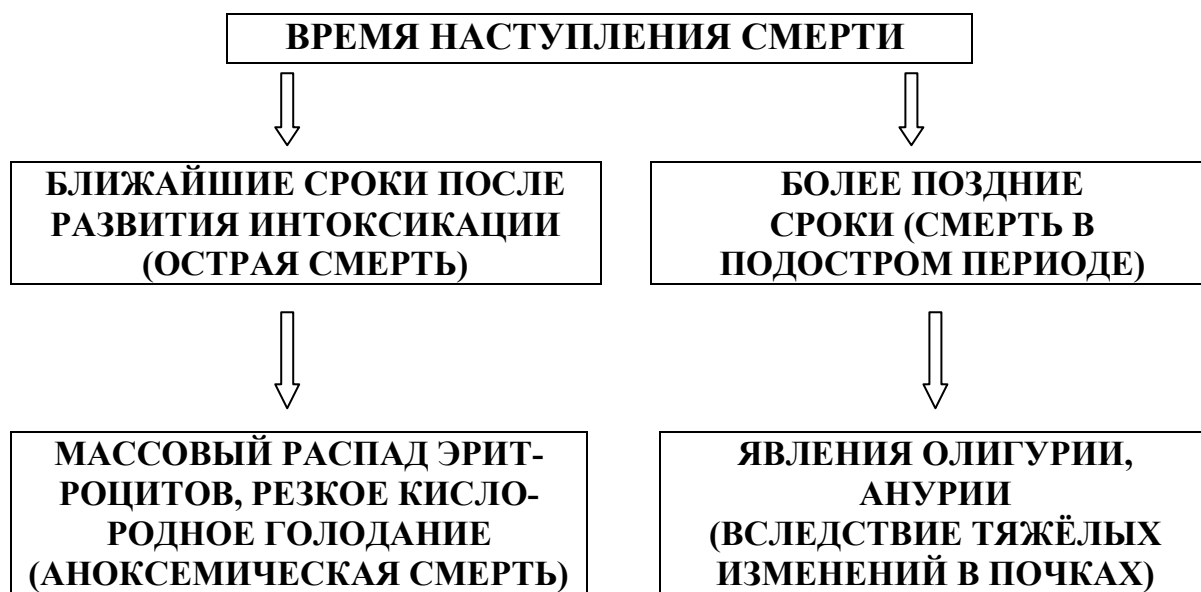 ВРЕМЯ НАСТУПЛЕНИЯ СМЕРТИ
БЛИЖАЙШИЕ СРОКИ ПОСЛЕ
РАЗВИТИЯ ИНТОКСИКАЦИИ
(ОСТРАЯ СМЕРТЬ)
БОЛЕЕ ПОЗДНИЕ
СРОКИ (СМЕРТЬ В
ПОДОСТРОМ ПЕРИОДЕ)
МАССОВЫЙ РАСПАД ЭРИТ-
РОЦИТОВ, РЕЗКОЕ КИСЛО-
РОДНОЕ ГОЛОДАНИЕ
(АНОКСЕМИЧЕСКАЯ СМЕРТЬ)
ЯВЛЕНИЯ ОЛИГУРИИ,
АНУРИИ
(ВСЛЕДСТВИЕ ТЯЖЁЛЫХ
ИЗМЕНЕНИЙ В ПОЧКАХ)